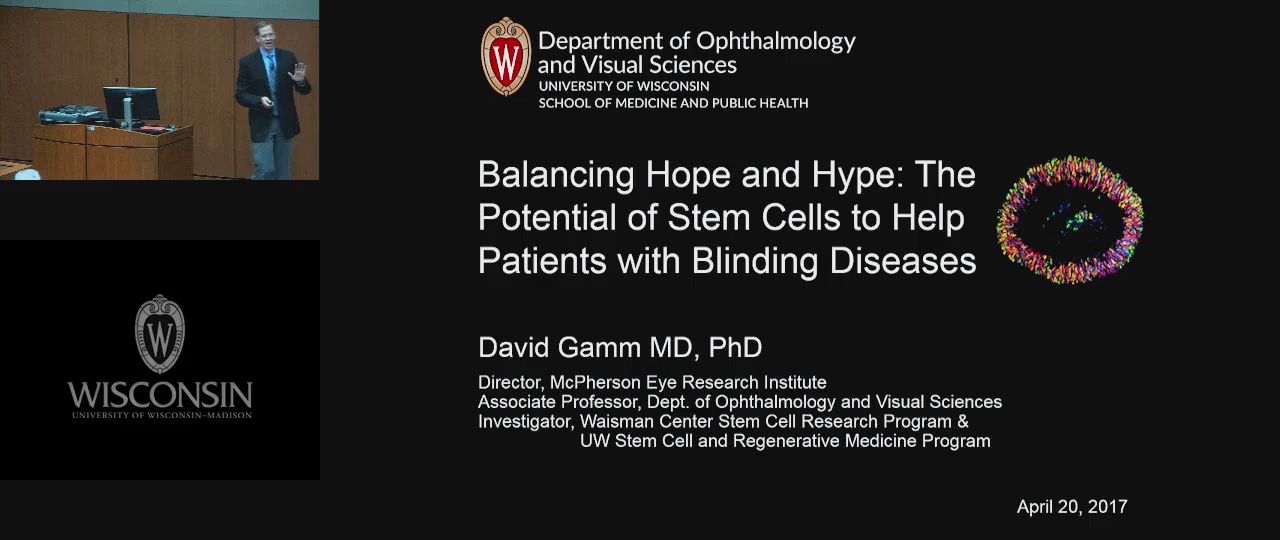 Department of Ophthalmology
and Visual Sciences
UNIVERSITY OF WISCONSIN
SCHOOL OF MEDICINE AND PUBLIC HEALTH
Balancing Hope and Hype: The
Potential of Stem Cells to Help
Patients with Blinding Diseases
David Gamm MD, PhD
Director, McPherson Eye Research Institute
Associate Professor, Dept. of Ophthalmology and Visual Sciences
Investigator, Waisman Center Stem Cell Research Program &
UW Stem Cell and Regenerative Medicine Program
April 20, 2017
W
W
WISCONSIN
UNIVERSITY OF WISCONSIN–MADISON